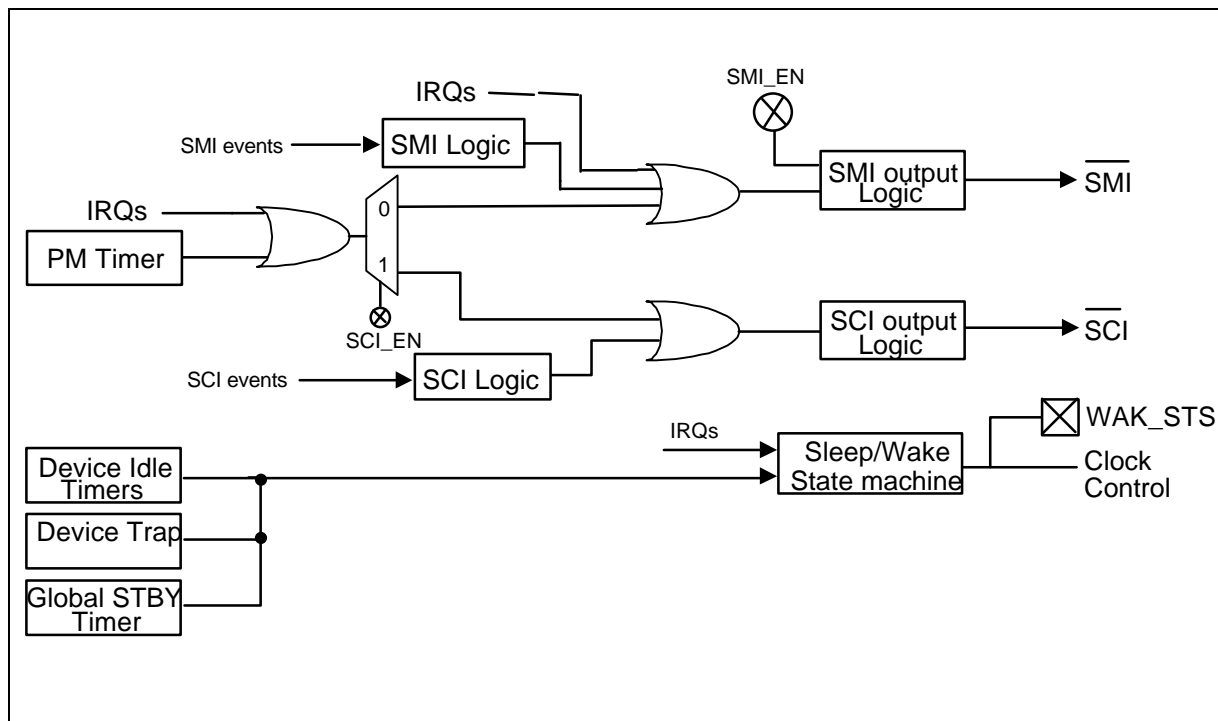 SMI_EN
IRQs
SMI events
SMI Logic
SMI output
Logic
SMI
IRQs
0
PM Timer
1
SCI_EN
SCI output
Logic
SCI
SCI events
SCI Logic
WAK_STS
IRQs
Sleep/Wake
State machine
Clock
Control
Device Idle
Timers
Device Trap
Global STBY
Timer